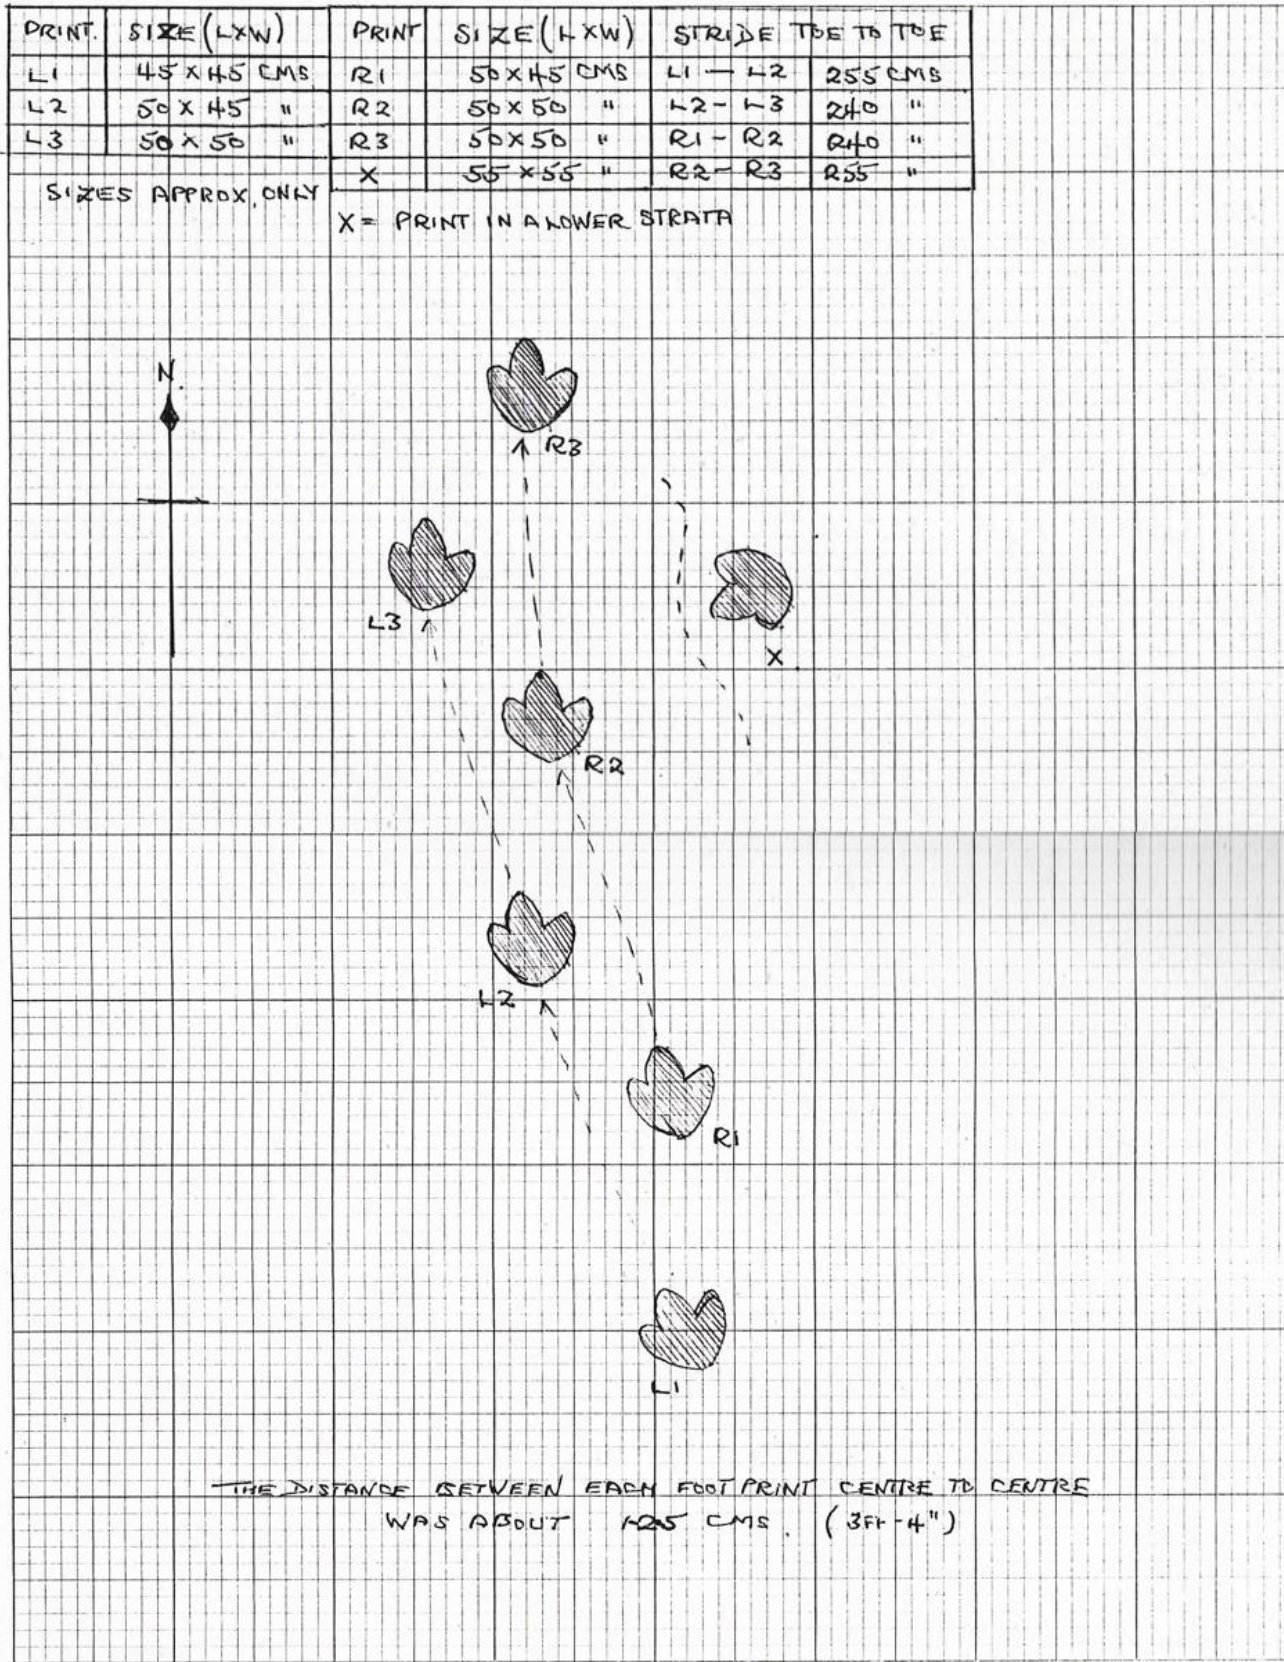 PRINT. SIZE (LXW) PRINT SIZE (LXW) STRIDE TOE TO TOE
L1 45 X 45 CMS R1 50 X 45 CMS L1 - L2 255 CMS
L2 50 X 45 " R2 50 X 50 " L2 - L3 240 "
L3 50 X 50 " R3 50 X 50 " R1 - R2 240 "
X 55 X 55 " R2 - R3 255 "
SIZES APPROX. ONLY
X = PRINT IN A LOWER STRATA
N.
R3
L3
X
R2
L2
R1
L1
THE DISTANCE BETWEEN EACH FOOT PRINT CENTRE TO CENTRE
WAS ABOUT 125 CMS. (3FT-4")